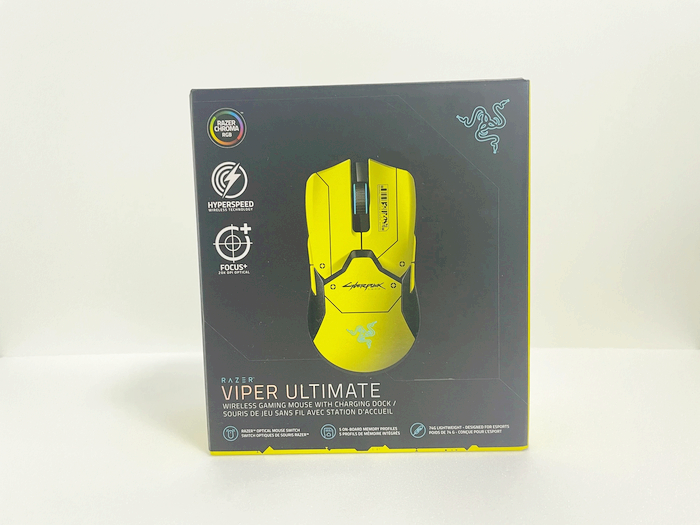 RAZER
CHROMA
RGB
HYPERSPEED
WIRELESS TECHNOLOGY
FOCUS+
20K DPI OPTICAL
Cyberpunk
RAZER™
VIPER ULTIMATE
WIRELESS GAMING MOUSE WITH CHARGING DOCK /
SOURIS DE JEU SANS FIL AVEC STATION D'ACCUEIL
RAZER™ OPTICAL MOUSE SWITCH
SWITCH OPTIQUES DE SOURIS RAZER™
5 ON-BOARD MEMORY PROFILES
5 PROFILS DE MÉMOIRE INTÉGRÉS
74G LIGHTWEIGHT - DESIGNED FOR ESPORTS
POIDS DE 74 G - CONÇUE POUR L'ESPORT